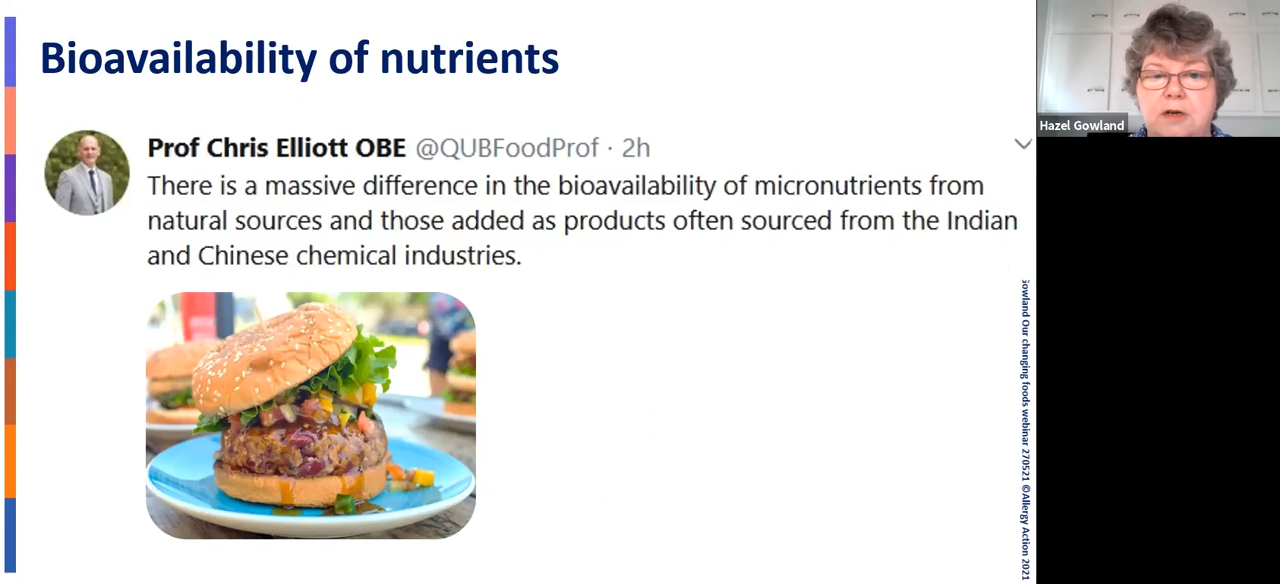 Bioavailability of nutrients
Prof Chris Elliott OBE @QUBFoodProf · 2h
There is a massive difference in the bioavailability of micronutrients from
natural sources and those added as products often sourced from the Indian
and Chinese chemical industries.
Hazel Gowland
Gowland Our changing foods webinar 270521 ©Allergy Action 2021